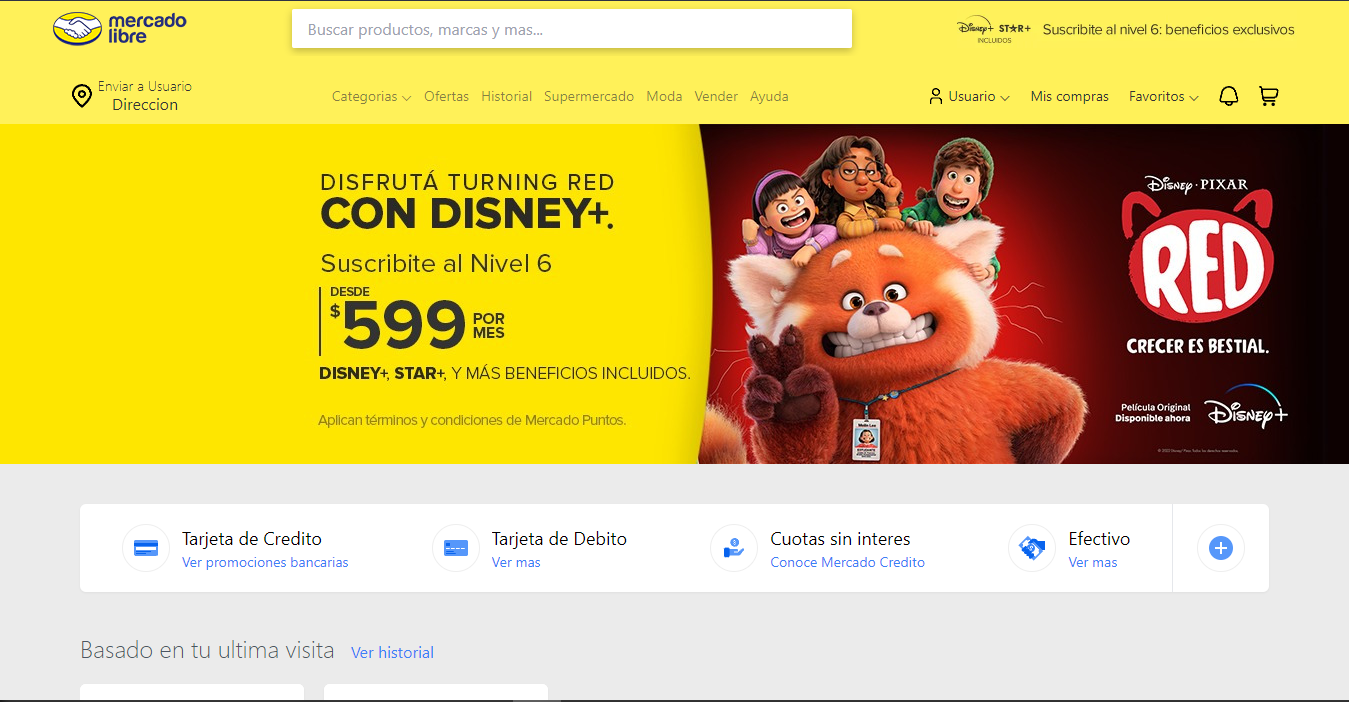 mercado
libre
Buscar productos, marcas y mas...
Disney+ STAR+
INCLUIDOS
Suscribite al nivel 6: beneficios exclusivos
Enviar a Usuario
Direccion
Categorias Ofertas Historial Supermercado Moda Vender Ayuda
Usuario Mis compras Favoritos
DISFRUTÁ TURNING RED
CON DISNEY+.
Suscribite al Nivel 6
DESDE
$599 POR
MES
DISNEY+, STAR+, Y MÁS BENEFICIOS INCLUIDOS.
Aplican términos y condiciones de Mercado Puntos.
Disney · PIXAR
RED
CRECER ES BESTIAL.
Película Original
Disponible ahora
Disney+
Tarjeta de Credito
Ver promociones bancarias
Tarjeta de Debito
Ver mas
Cuotas sin interes
Conoce Mercado Credito
Efectivo
Ver mas
Basado en tu ultima visita Ver historial